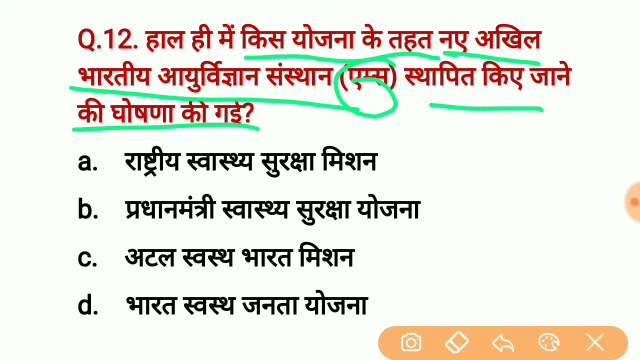 Q.12. हाल ही में किस योजना के तहत नए अखिल
भारतीय आयुर्विज्ञान संस्थान (एम्स) स्थापित किए जाने
की घोषणा की गई?
a. राष्ट्रीय स्वास्थ्य सुरक्षा मिशन
b. प्रधानमंत्री स्वास्थ्य सुरक्षा योजना
c. अटल स्वस्थ भारत मिशन
d. भारत स्वस्थ जनता योजना